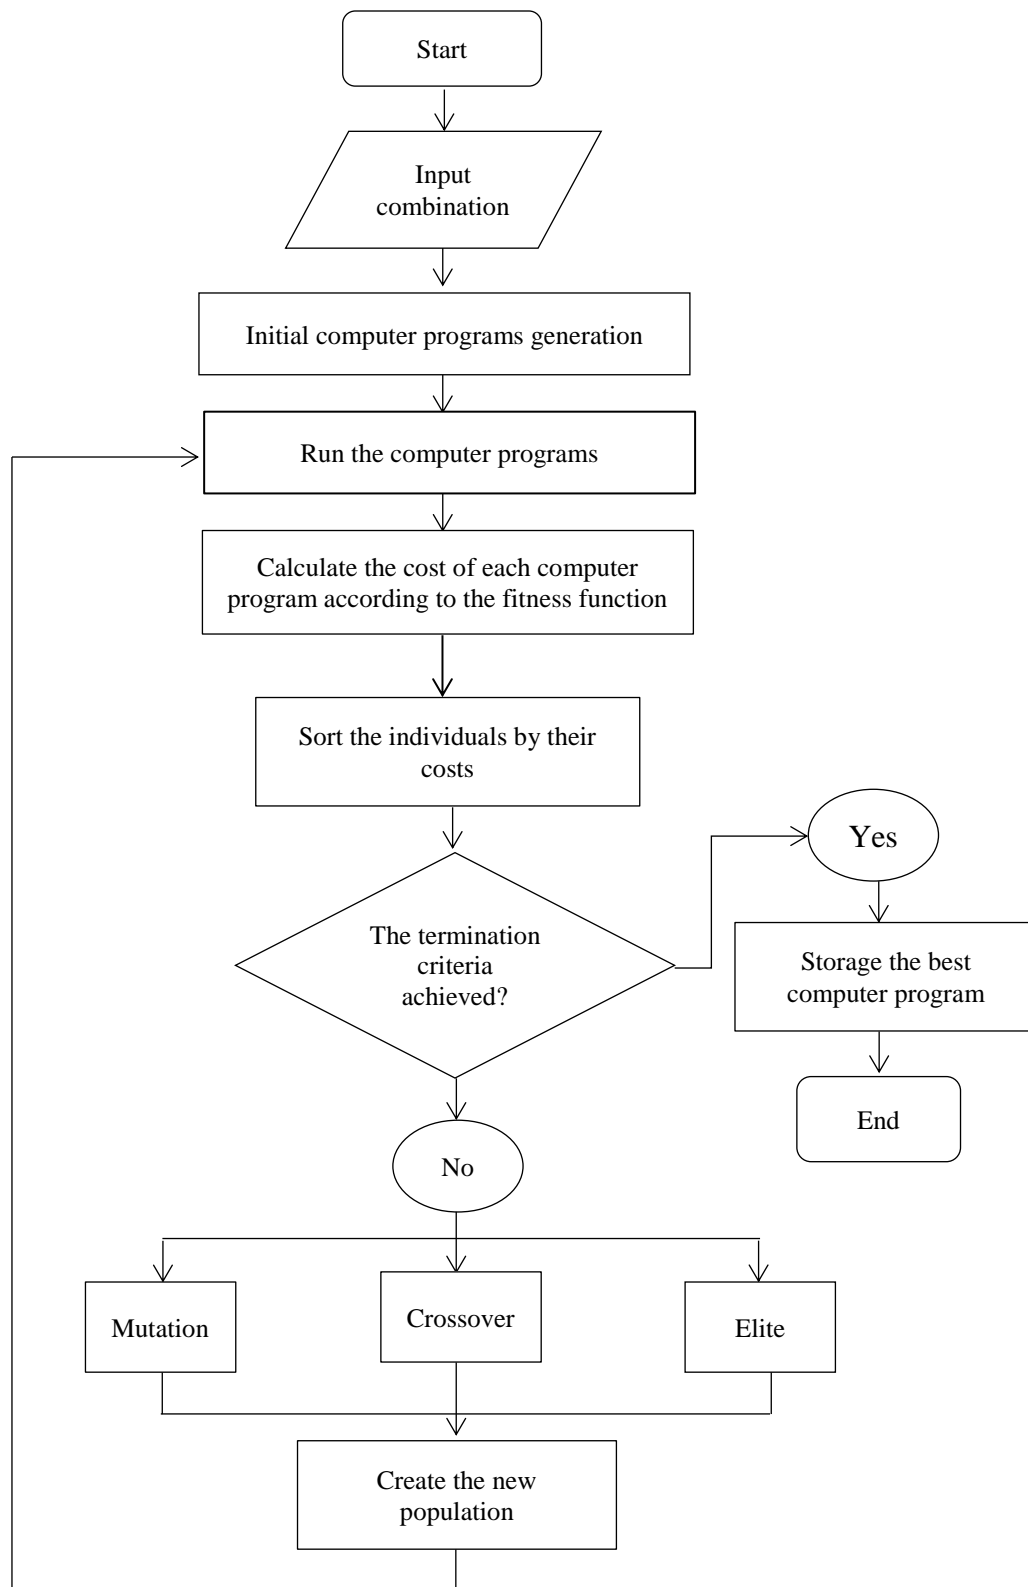 Start
Input
combination
Initial computer programs generation
Run the computer programs
Calculate the cost of each computer
program according to the fitness function
Sort the individuals by their
costs
Yes
The termination
criteria
achieved?
Storage the best
computer program
End
No
Mutation
Crossover
Elite
Create the new
population